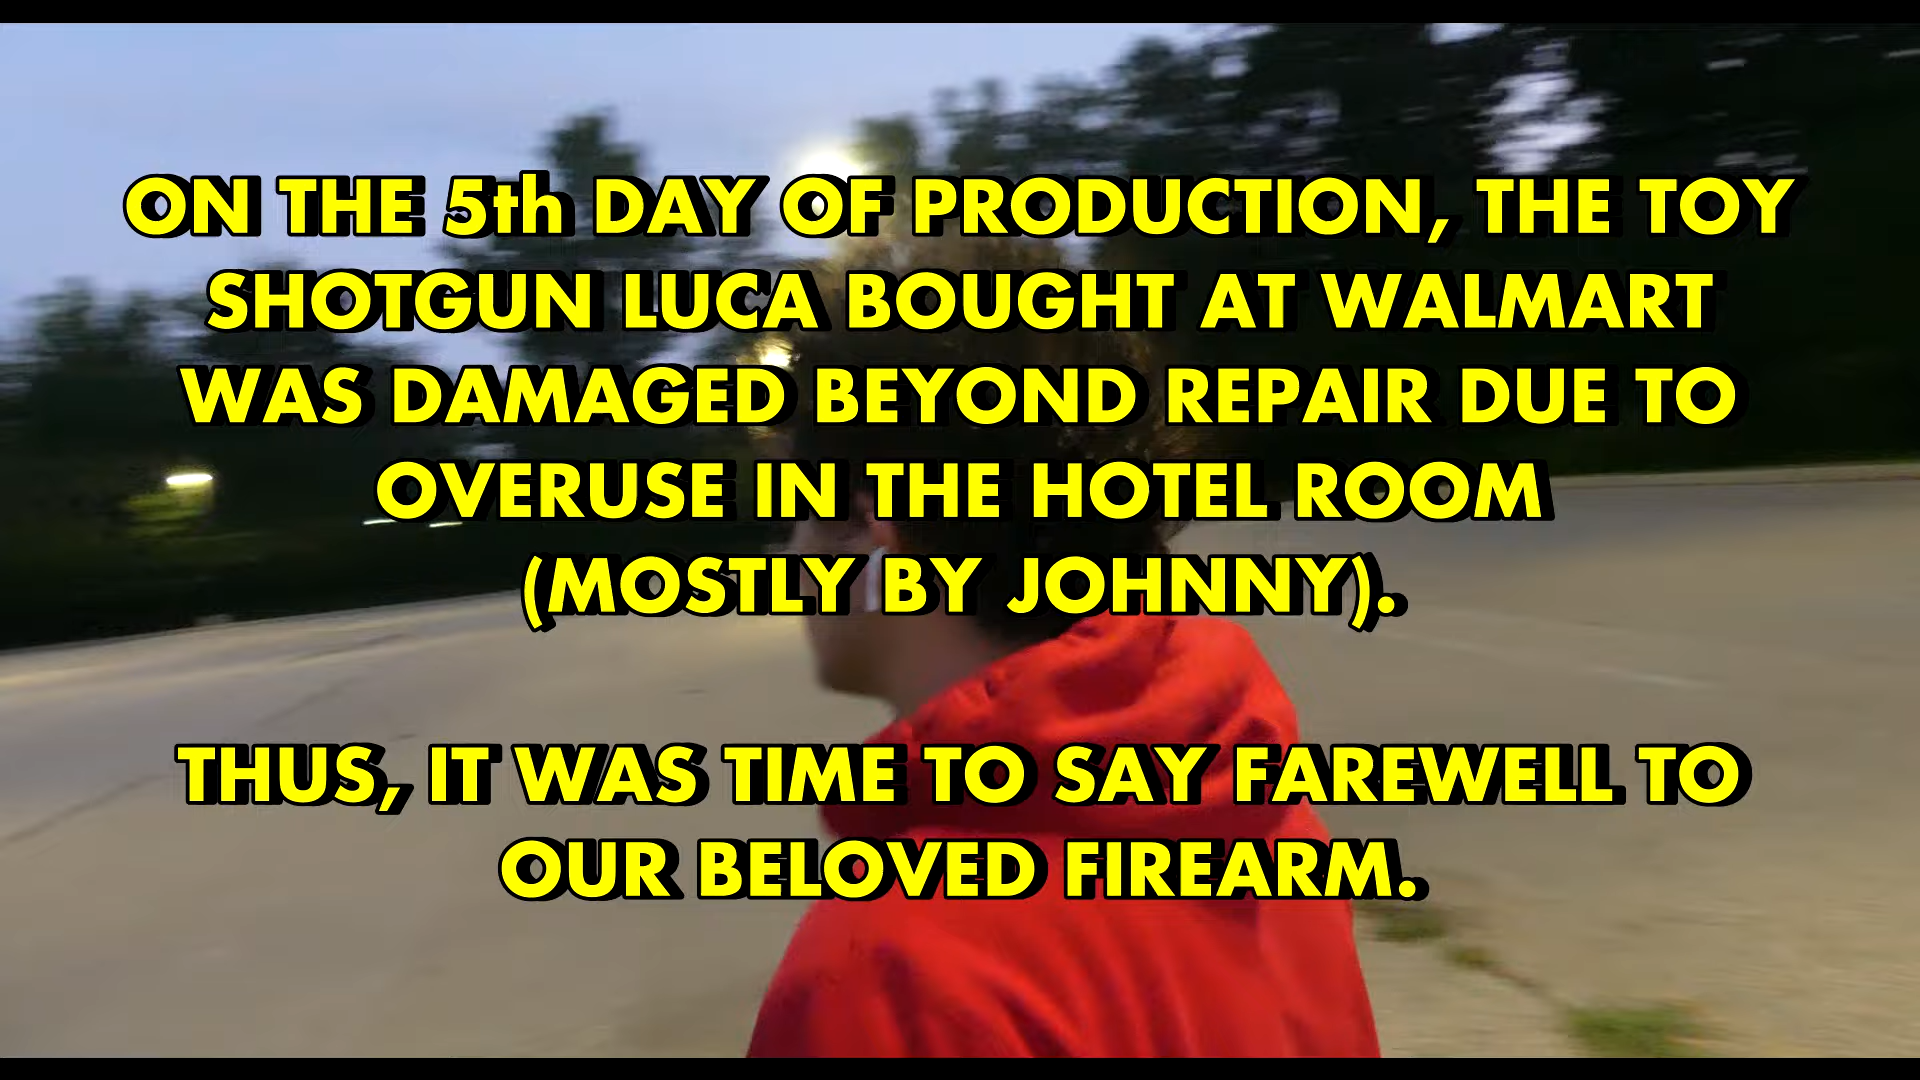 ON THE 5th DAY OF PRODUCTION, THE TOY
SHOTGUN LUCA BOUGHT AT WALMART
WAS DAMAGED BEYOND REPAIR DUE TO
OVERUSE IN THE HOTEL ROOM
(MOSTLY BY JOHNNY).
THUS, IT WAS TIME TO SAY FAREWELL TO
OUR BELOVED FIREARM.